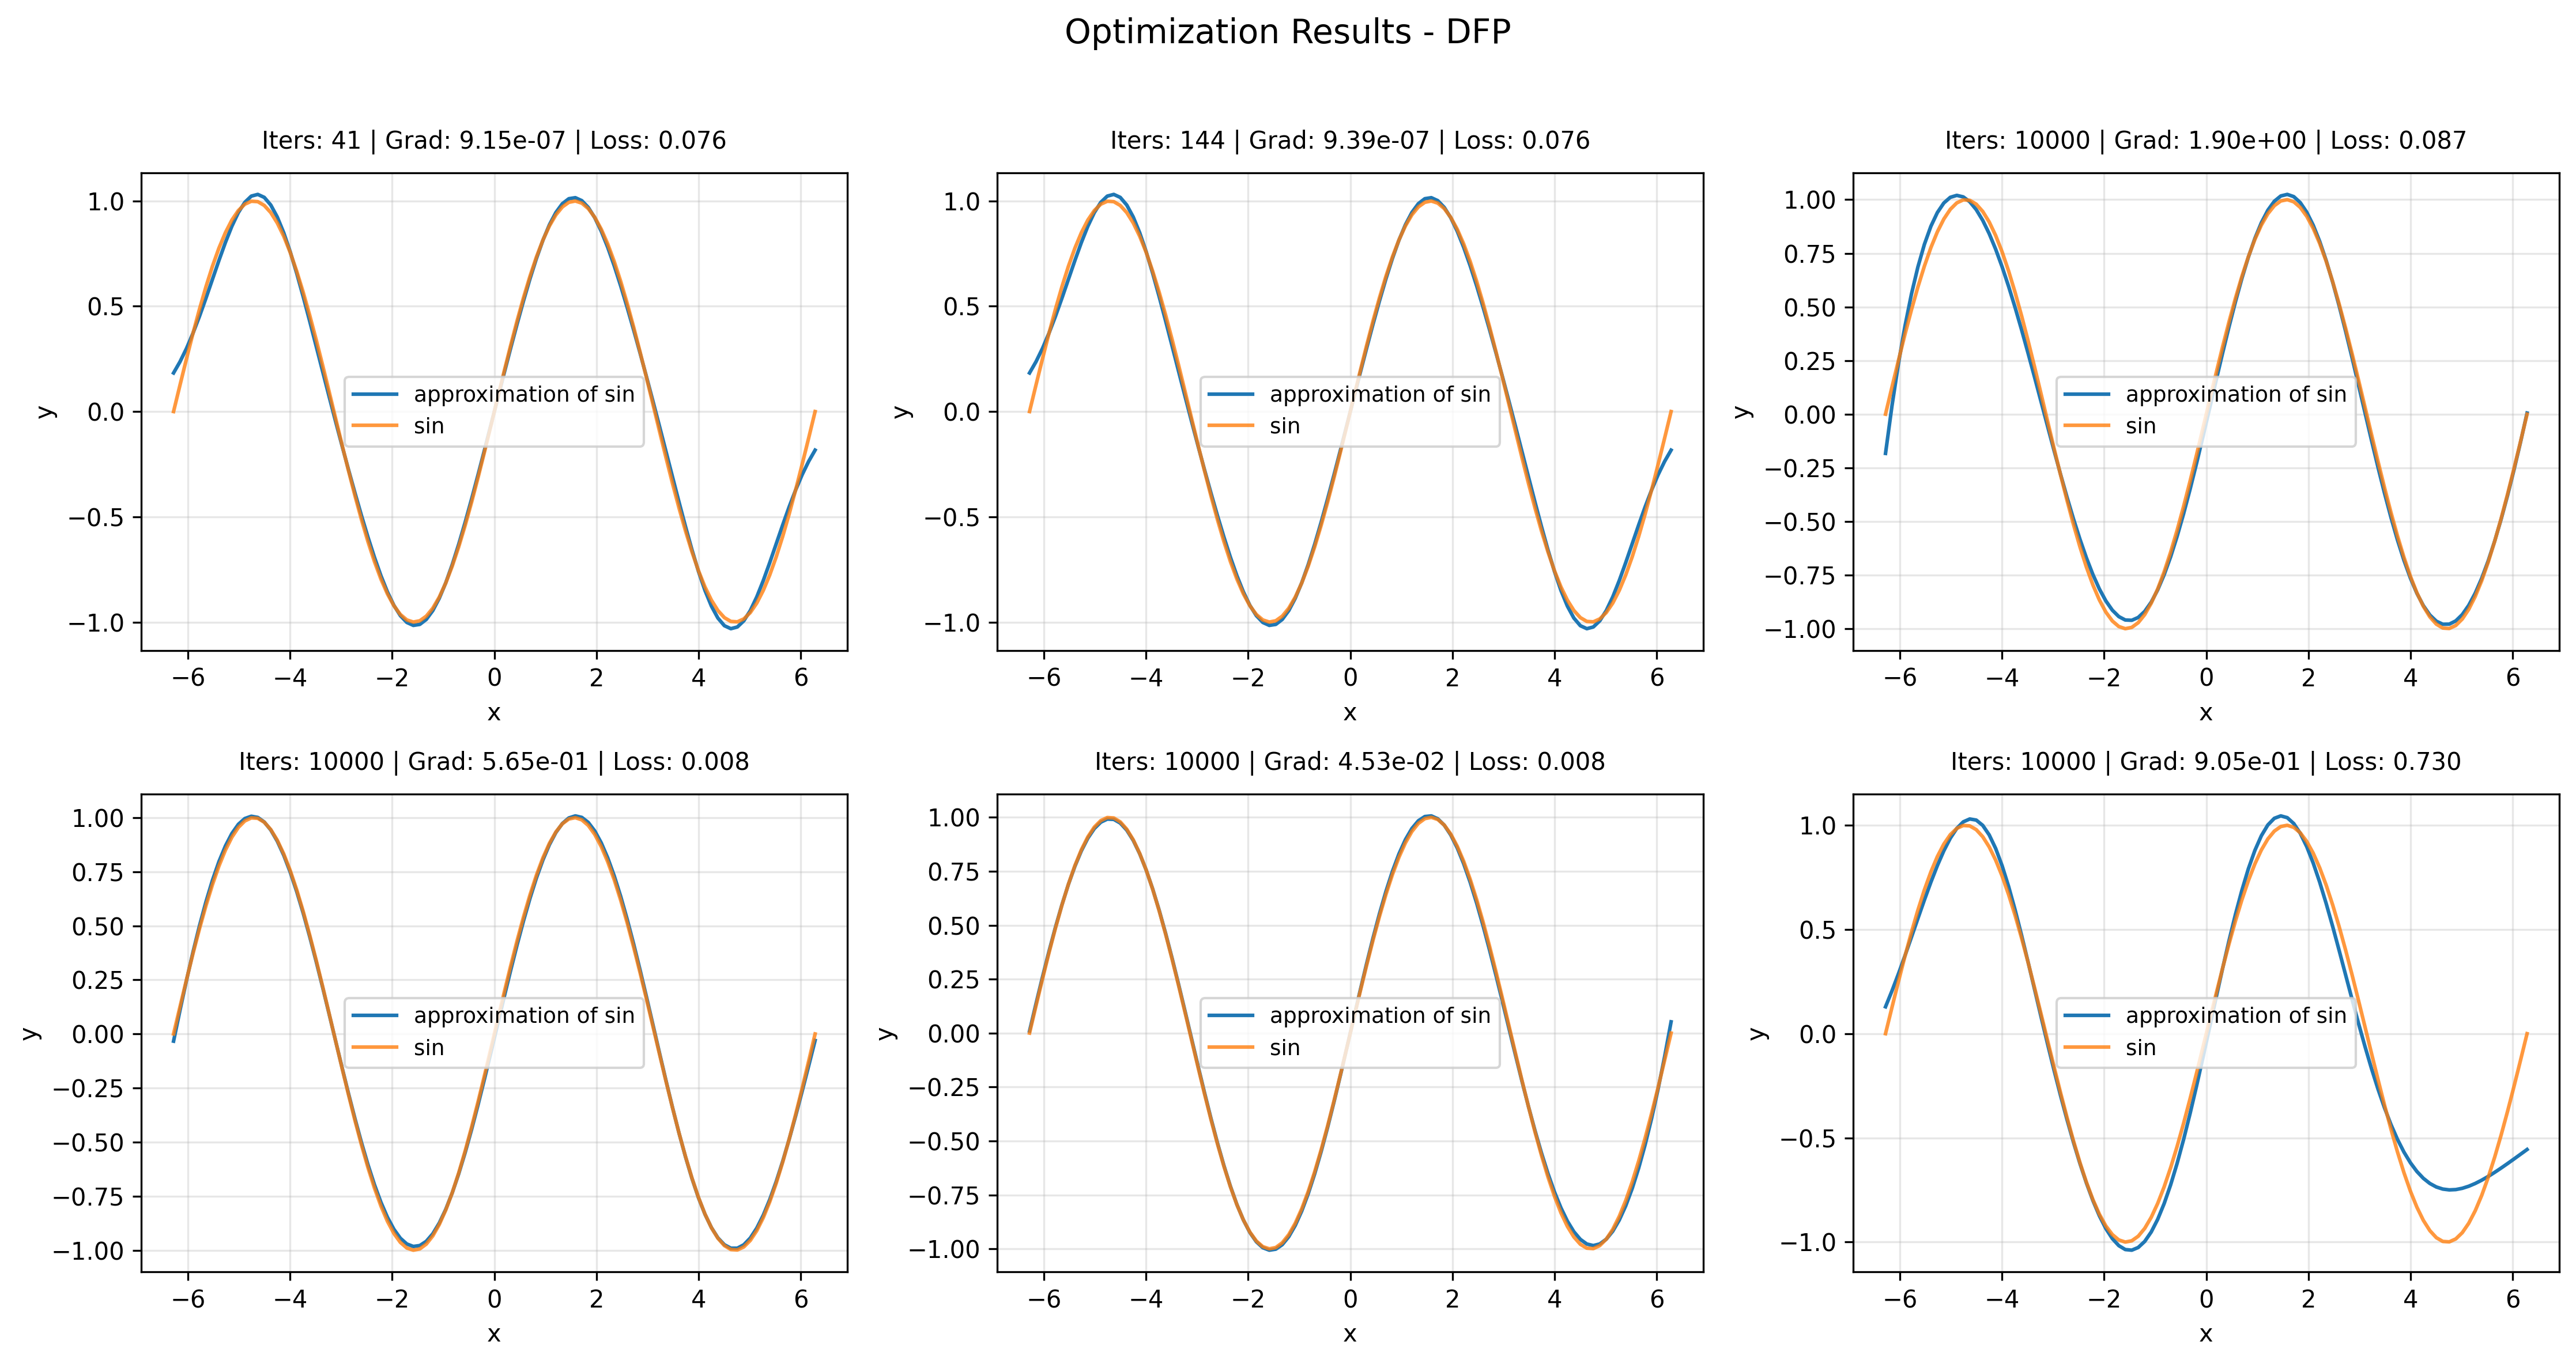 Optimization Results - DFP
Iters: 41 | Grad: 9.15e-07 | Loss: 0.076
1.0
0.5
0.0
−0.5
−1.0
y
approximation of sin
sin
−6 −4 −2 0 2 4 6
x
Iters: 144 | Grad: 9.39e-07 | Loss: 0.076
1.0
0.5
0.0
−0.5
−1.0
y
approximation of sin
sin
−6 −4 −2 0 2 4 6
x
Iters: 10000 | Grad: 1.90e+00 | Loss: 0.087
1.00
0.75
0.50
0.25
0.00
−0.25
−0.50
−0.75
−1.00
y
approximation of sin
sin
−6 −4 −2 0 2 4 6
x
Iters: 10000 | Grad: 5.65e-01 | Loss: 0.008
1.00
0.75
0.50
0.25
0.00
−0.25
−0.50
−0.75
−1.00
y
approximation of sin
sin
−6 −4 −2 0 2 4 6
x
Iters: 10000 | Grad: 4.53e-02 | Loss: 0.008
1.00
0.75
0.50
0.25
0.00
−0.25
−0.50
−0.75
−1.00
y
approximation of sin
sin
−6 −4 −2 0 2 4 6
x
Iters: 10000 | Grad: 9.05e-01 | Loss: 0.730
1.0
0.5
0.0
−0.5
−1.0
y
approximation of sin
sin
−6 −4 −2 0 2 4 6
x